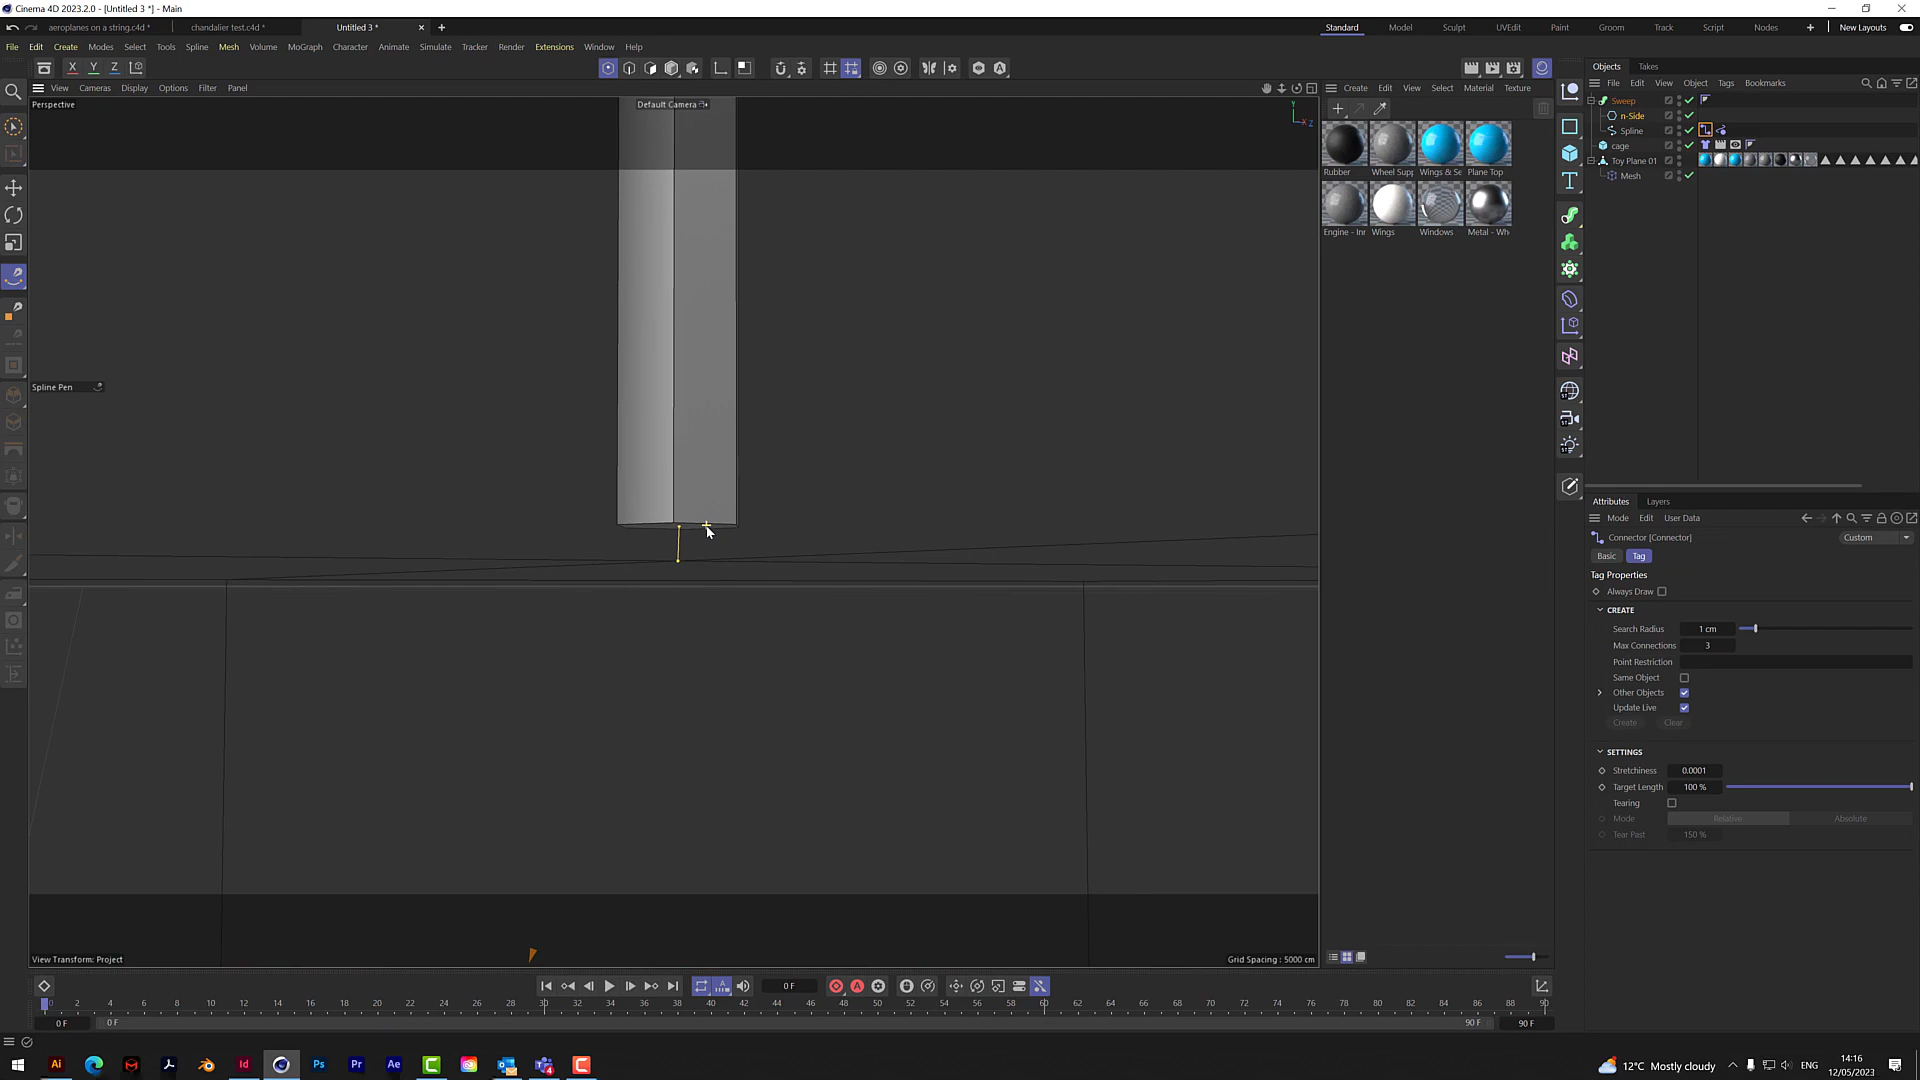 Cinema 4D 2023.2.0 - [Untitled 3 *] - Main
aeroplanes on a string.c4d *
chandalier test.c4d *
Untitled 3 *
Standard
Model
Sculpt
UVEdit
Paint
Groom
Track
Script
Nodes
New Layouts
File
Edit
Create
Modes
Select
Tools
Spline
Mesh
Volume
MoGraph
Character
Animate
Simulate
Tracker
Render
Extensions
Window
Help
X
Y
Z
Objects
Takes
File
Edit
View
Object
Tags
Bookmarks
View
Cameras
Display
Options
Filter
Panel
Create
Edit
View
Select
Material
Texture
Perspective
Default Camera
Y
X
Z
Sweep
n-Side
Spline
cage
Toy Plane 01
Mesh
Rubber
Wheel Supp
Wings & Se
Plane Top
Engine - Inr
Wings
Windows
Metal - Wh
Spline Pen
Attributes
Layers
Mode
Edit
User Data
Connector [Connector]
Custom
Basic
Tag
Tag Properties
Always Draw
CREATE
Search Radius
1 cm
Max Connections
3
Point Restriction
Same Object
Other Objects
Update Live
Create
Clear
SETTINGS
Stretchiness
0.0001
Target Length
100 %
Tearing
Mode
Relative
Absolute
Tear Past
150 %
View Transform: Project
Grid Spacing : 5000 cm
0 F
0 2 4 6 8 10 12 14 16 18 20 22 24 26 28 30 32 34 36 38 40 42 44 46 48 50 52 54 56 58 60 62 64 66 68 70 72 74 76 78 80 82 84 86 88 90
0 F
0 F
90 F
90 F
12°C Mostly cloudy
ENG
14:16
12/05/2023